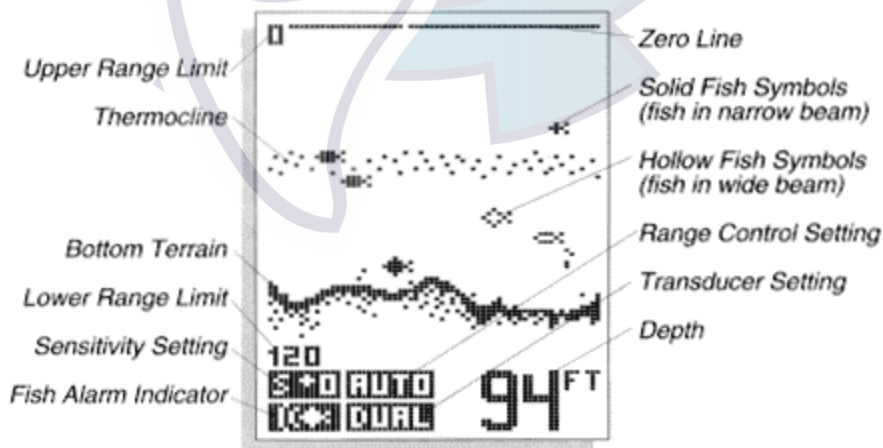 Upper Range Limit
Thermocline
Bottom Terrain
Lower Range Limit
Sensitivity Setting
Fish Alarm Indicator
0
120
AUTO
DUAL
94 FT
Zero Line
Solid Fish Symbols
(fish in narrow beam)
Hollow Fish Symbols
(fish in wide beam)
Range Control Setting
Transducer Setting
Depth